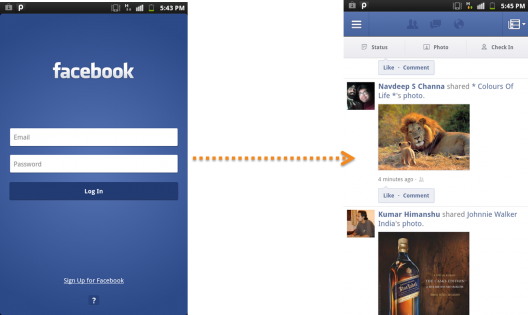 5:43 PM
facebook
Email
Password
Log In
Sign Up for Facebook
?
5:45 PM
Status
Photo
Check In
Like · Comment
Navdeep S Channa shared * Colours Of
Life *'s photo.
4 minutes ago ·
Like · Comment
Kumar Himanshu shared Johnnie Walker
India's photo.